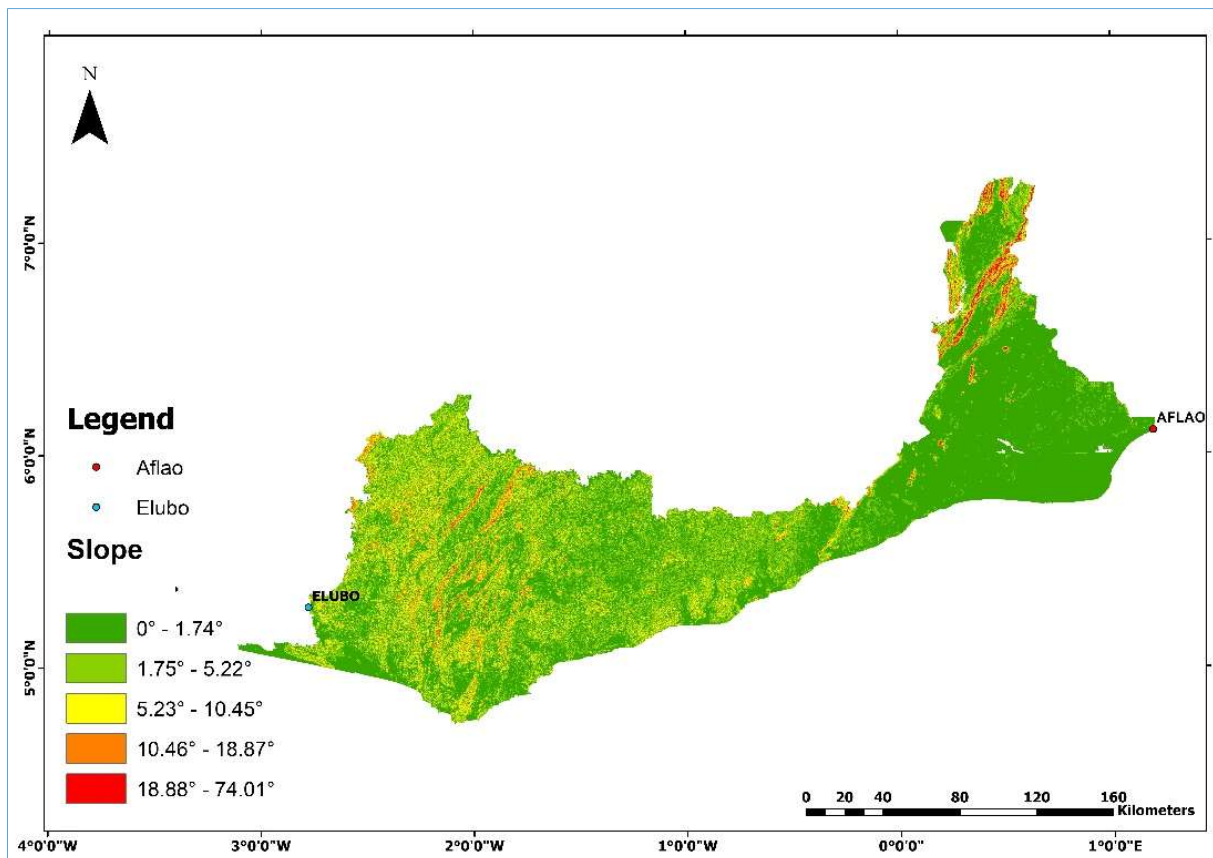 N
7°0'0"N
6°0'0"N
5°0'0"N
AFLAO
ELUBO
Legend
Aflao
Elubo
Slope
0° - 1.74°
1.75° - 5.22°
5.23° - 10.45°
10.46° - 18.87°
18.88° - 74.01°
0 20 40 80 120 160
Kilometers
4°0'0"W 3°0'0"W 2°0'0"W 1°0'0"W 0°0'0" 1°0'0"E